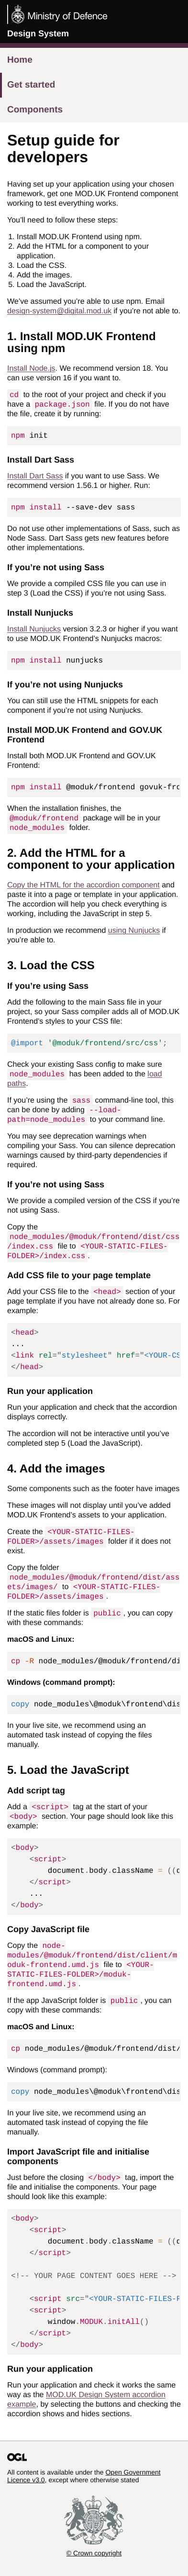 Ministry of Defence
Design System
Home
Get started
Components
Setup guide for
developers
Having set up your application using your chosen
framework, get one MOD.UK Frontend component
working to test everything works.
You'll need to follow these steps:
1. Install MOD.UK Frontend using npm.
2. Add the HTML for a component to your
application.
3. Load the CSS.
4. Add the images.
5. Load the JavaScript.
We've assumed you're able to use npm. Email
design-system@digital.mod.uk if you're not able to.
1. Install MOD.UK Frontend
using npm
Install Node.js. We recommend version 18. You
can use version 16 if you want to.
cd to the root of your project and check if you
have a package.json file. If you do not have
the file, create it by running:
npm init
Install Dart Sass
Install Dart Sass if you want to use Sass. We
recommend version 1.56.1 or higher. Run:
npm install --save-dev sass
Do not use other implementations of Sass, such as
Node Sass. Dart Sass gets new features before
other implementations.
If you're not using Sass
We provide a compiled CSS file you can use in
step 3 (Load the CSS) if you're not using Sass.
Install Nunjucks
Install Nunjucks version 3.2.3 or higher if you want
to use MOD.UK Frontend's Nunjucks macros:
npm install nunjucks
If you're not using Nunjucks
You can still use the HTML snippets for each
component if you're not using Nunjucks.
Install MOD.UK Frontend and GOV.UK
Frontend
Install both MOD.UK Frontend and GOV.UK
Frontend:
npm install @moduk/frontend govuk-fro
When the installation finishes, the
@moduk/frontend package will be in your
node_modules folder.
2. Add the HTML for a
component to your application
Copy the HTML for the accordion component and
paste it into a page or template in your application.
The accordion will help you check everything is
working, including the JavaScript in step 5.
In production we recommend using Nunjucks if
you're able to.
3. Load the CSS
If you're using Sass
Add the following to the main Sass file in your
project, so your Sass compiler adds all of MOD.UK
Frontend's styles to your CSS file:
@import '@moduk/frontend/src/css';
Check your existing Sass config to make sure
node_modules has been added to the load
paths.
If you're using the sass command-line tool, this
can be done by adding --load-
path=node_modules to your command line.
You may see deprecation warnings when
compiling your Sass. You can silence deprecation
warnings caused by third-party dependencies if
required.
If you're not using Sass
We provide a compiled version of the CSS if you're
not using Sass.
Copy the
node_modules/@moduk/frontend/dist/css
/index.css file to <YOUR-STATIC-FILES-
FOLDER>/index.css.
Add CSS file to your page template
Add your CSS file to the <head> section of your
page template if you have not already done so. For
example:
<head>
...
<link rel="stylesheet" href="<YOUR-CS
</head>
Run your application
Run your application and check that the accordion
displays correctly.
The accordion will not be interactive until you've
completed step 5 (Load the JavaScript).
4. Add the images
Some components such as the footer have images
These images will not display until you've added
MOD.UK Frontend's assets to your application.
Create the <YOUR-STATIC-FILES-
FOLDER>/assets/images folder if it does not
exist.
Copy the folder
node_modules/@moduk/frontend/dist/ass
ets/images/ to <YOUR-STATIC-FILES-
FOLDER>/assets/images.
If the static files folder is public, you can copy
with these commands:
macOS and Linux:
cp -R node_modules/@moduk/frontend/di
Windows (command prompt):
copy node_modules\@moduk\frontend\dis
In your live site, we recommend using an
automated task instead of copying the files
manually.
5. Load the JavaScript
Add script tag
Add a <script> tag at the start of your
<body> section. Your page should look like this
example:
<body>
<script>
document.body.className = ((d
</script>
...
</body>
Copy JavaScript file
Copy the node-
modules/@moduk/frontend/dist/client/m
oduk-frontend.umd.js file to <YOUR-
STATIC-FILES-FOLDER>/moduk-
frontend.umd.js.
If the app JavaScript folder is public, you can
copy with these commands:
macOS and Linux:
cp node_modules/@moduk/frontend/dist/
Windows (command prompt):
copy node_modules\@moduk\frontend\dis
In your live site, we recommend using an
automated task instead of copying the file
manually.
Import JavaScript file and initialise
components
Just before the closing </body> tag, import the
file and initialise the components. Your page
should look like this example:
<body>
<script>
document.body.className = ((d
</script>
<!-- YOUR PAGE CONTENT GOES HERE -->
<script src="<YOUR-STATIC-FILES-F
<script>
window.MODUK.initAll()
</script>
</body>
Run your application
Run your application and check it works the same
way as the MOD.UK Design System accordion
example, by selecting the buttons and checking the
accordion shows and hides sections.
OGL
All content is available under the Open Government
Licence v3.0, except where otherwise stated
© Crown copyright